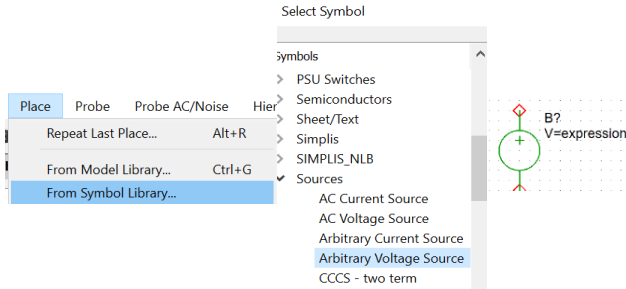 Select Symbol
Symbols
PSU Switches
Semiconductors
Sheet/Text
Simplis
SIMPLIS_NLB
Sources
AC Current Source
AC Voltage Source
Arbitrary Current Source
Arbitrary Voltage Source
CCCS - two term
Place Probe Probe AC/Noise Hier
Repeat Last Place... Alt+R
From Model Library... Ctrl+G
From Symbol Library...
B?
V=expression